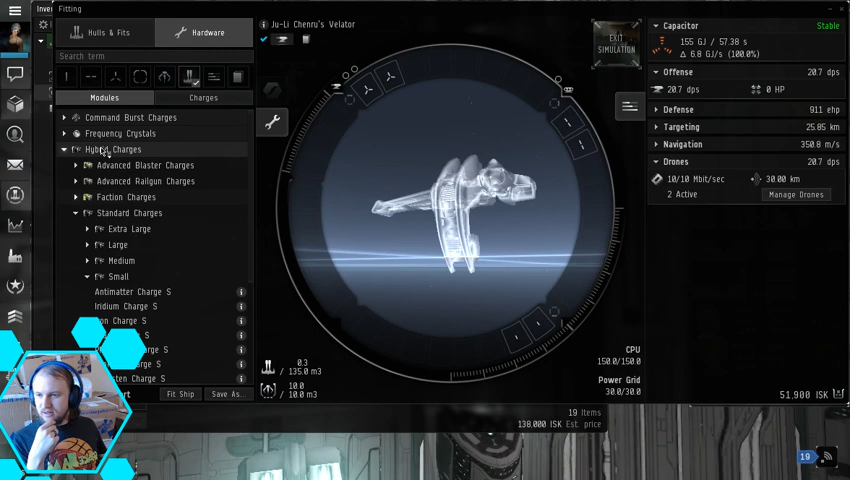 Inventory
Fitting
Hulls & Fits
Hardware
Search term
Modules
Charges
Command Burst Charges
Frequency Crystals
Hybrid Charges
Advanced Blaster Charges
Advanced Railgun Charges
Faction Charges
Standard Charges
Extra Large
Large
Medium
Small
Antimatter Charge S
Iridium Charge S
Charge S
Fit Ship
Save As...
Ju-Li Chenru's Velator
EXIT
SIMULATION
0.3
/ 135.0 m3
10.0
/ 10.0 m3
CPU
150.0/150.0
Power Grid
30.0/30.0
Capacitor
Stable
155 GJ / 57.38 s
Δ 6.8 GJ/s (100.0%)
Offense
20.7 dps
20.7 dps
0 HP
Defense
911 ehp
Targeting
25.85 km
Navigation
350.8 m/s
Drones
20.7 dps
10/10 Mbit/sec
30.00 km
2 Active
Manage Drones
51,900 ISK
19 Items
138.000 ISK Est. price
19